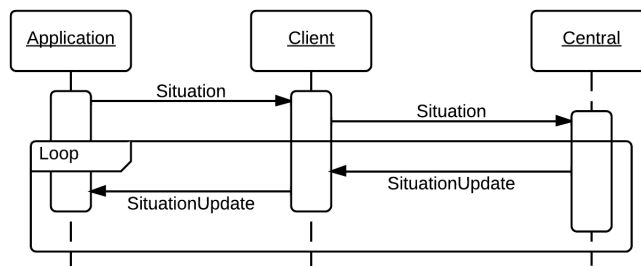 Application
Client
Central
Situation
Situation
Loop
SituationUpdate
SituationUpdate